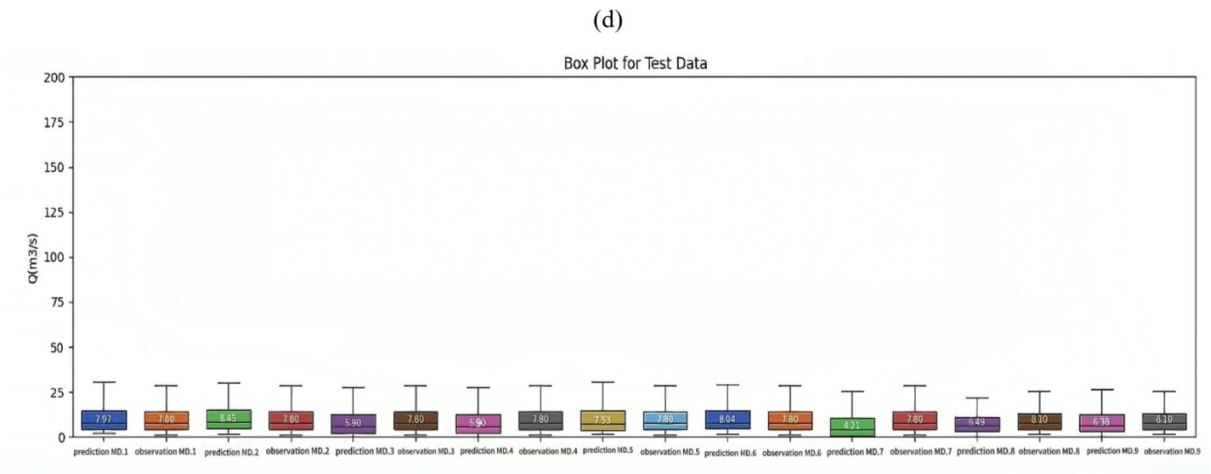 (d)
Box Plot for Test Data
200
175
150
125
100
75
50
25
0
Q(m3/s)
7.97 7.80 8.45 7.80 5.90 7.80 5.90 7.80 7.53 7.80 8.04 7.80 4.21 7.80 6.49 8.10 6.38 8.10
prediction MD.1 observation MD.1 prediction MD.2 observation MD.2 prediction MD.3 observation MD.3 prediction MD.4 observation MD.4 prediction MD.5 observation MD.5 prediction MD.6 observation MD.6 prediction MD.7 observation MD.7 prediction MD.8 observation MD.8 prediction MD.9 observation MD.9